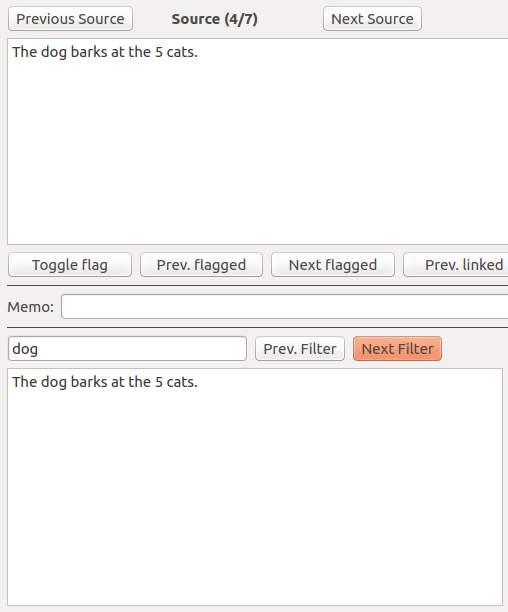 Previous Source Source (4/7) Next Source
The dog barks at the 5 cats.
Toggle flag Prev. flagged Next flagged Prev. linked
Memo:
dog Prev. Filter Next Filter
The dog barks at the 5 cats.